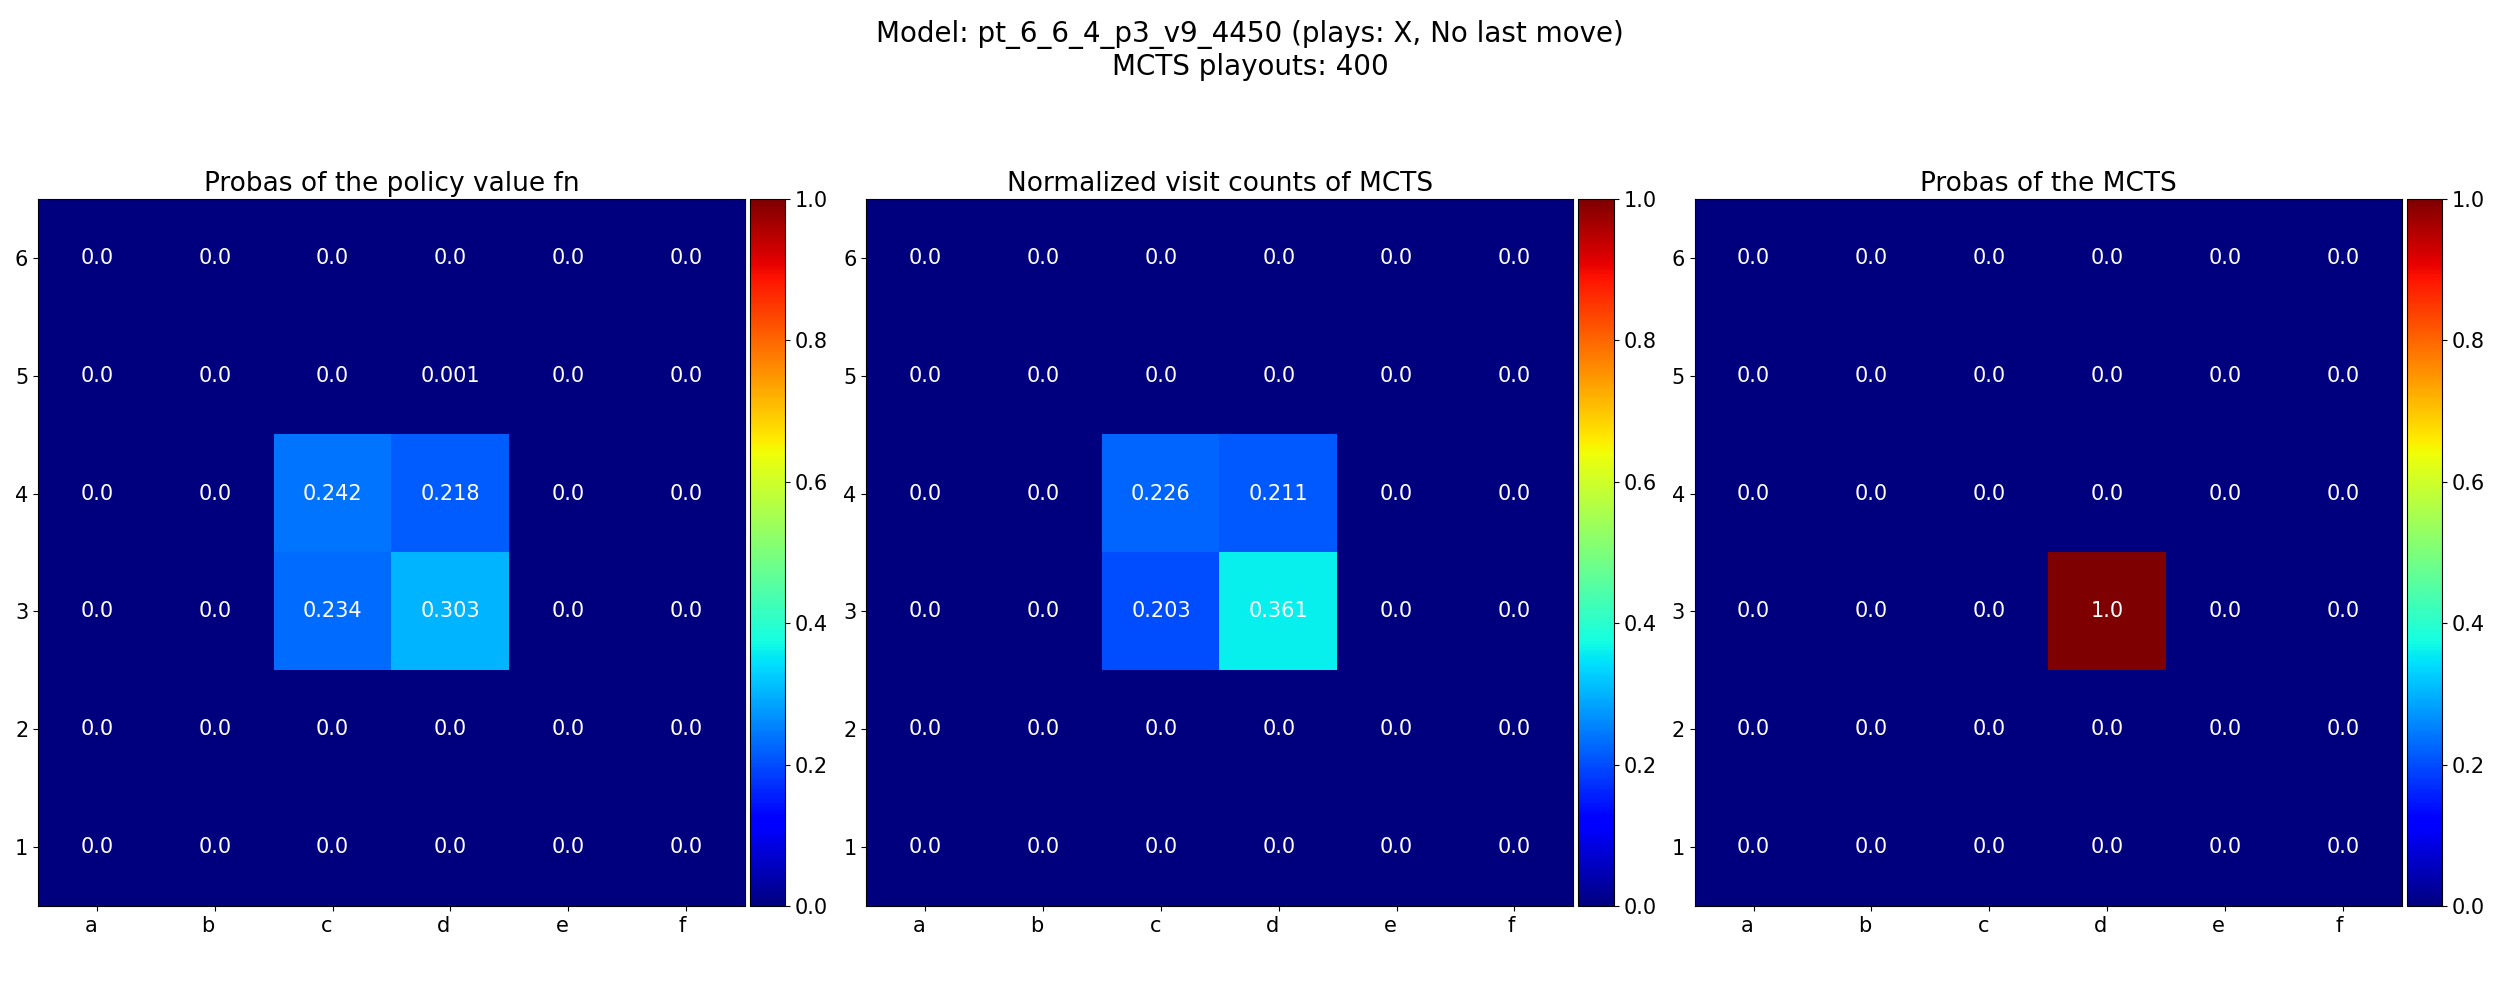 Model: pt_6_6_4_p3_v9_4450 (plays: X, No last move)
MCTS playouts: 400
Probas of the policy value fn
6 0.0 0.0 0.0 0.0 0.0 0.0
5 0.0 0.0 0.0 0.001 0.0 0.0
4 0.0 0.0 0.242 0.218 0.0 0.0
3 0.0 0.0 0.234 0.303 0.0 0.0
2 0.0 0.0 0.0 0.0 0.0 0.0
1 0.0 0.0 0.0 0.0 0.0 0.0
a b c d e f
1.0
0.8
0.6
0.4
0.2
0.0
Normalized visit counts of MCTS
6 0.0 0.0 0.0 0.0 0.0 0.0
5 0.0 0.0 0.0 0.0 0.0 0.0
4 0.0 0.0 0.226 0.211 0.0 0.0
3 0.0 0.0 0.203 0.361 0.0 0.0
2 0.0 0.0 0.0 0.0 0.0 0.0
1 0.0 0.0 0.0 0.0 0.0 0.0
a b c d e f
1.0
0.8
0.6
0.4
0.2
0.0
Probas of the MCTS
6 0.0 0.0 0.0 0.0 0.0 0.0
5 0.0 0.0 0.0 0.0 0.0 0.0
4 0.0 0.0 0.0 0.0 0.0 0.0
3 0.0 0.0 0.0 1.0 0.0 0.0
2 0.0 0.0 0.0 0.0 0.0 0.0
1 0.0 0.0 0.0 0.0 0.0 0.0
a b c d e f
1.0
0.8
0.6
0.4
0.2
0.0